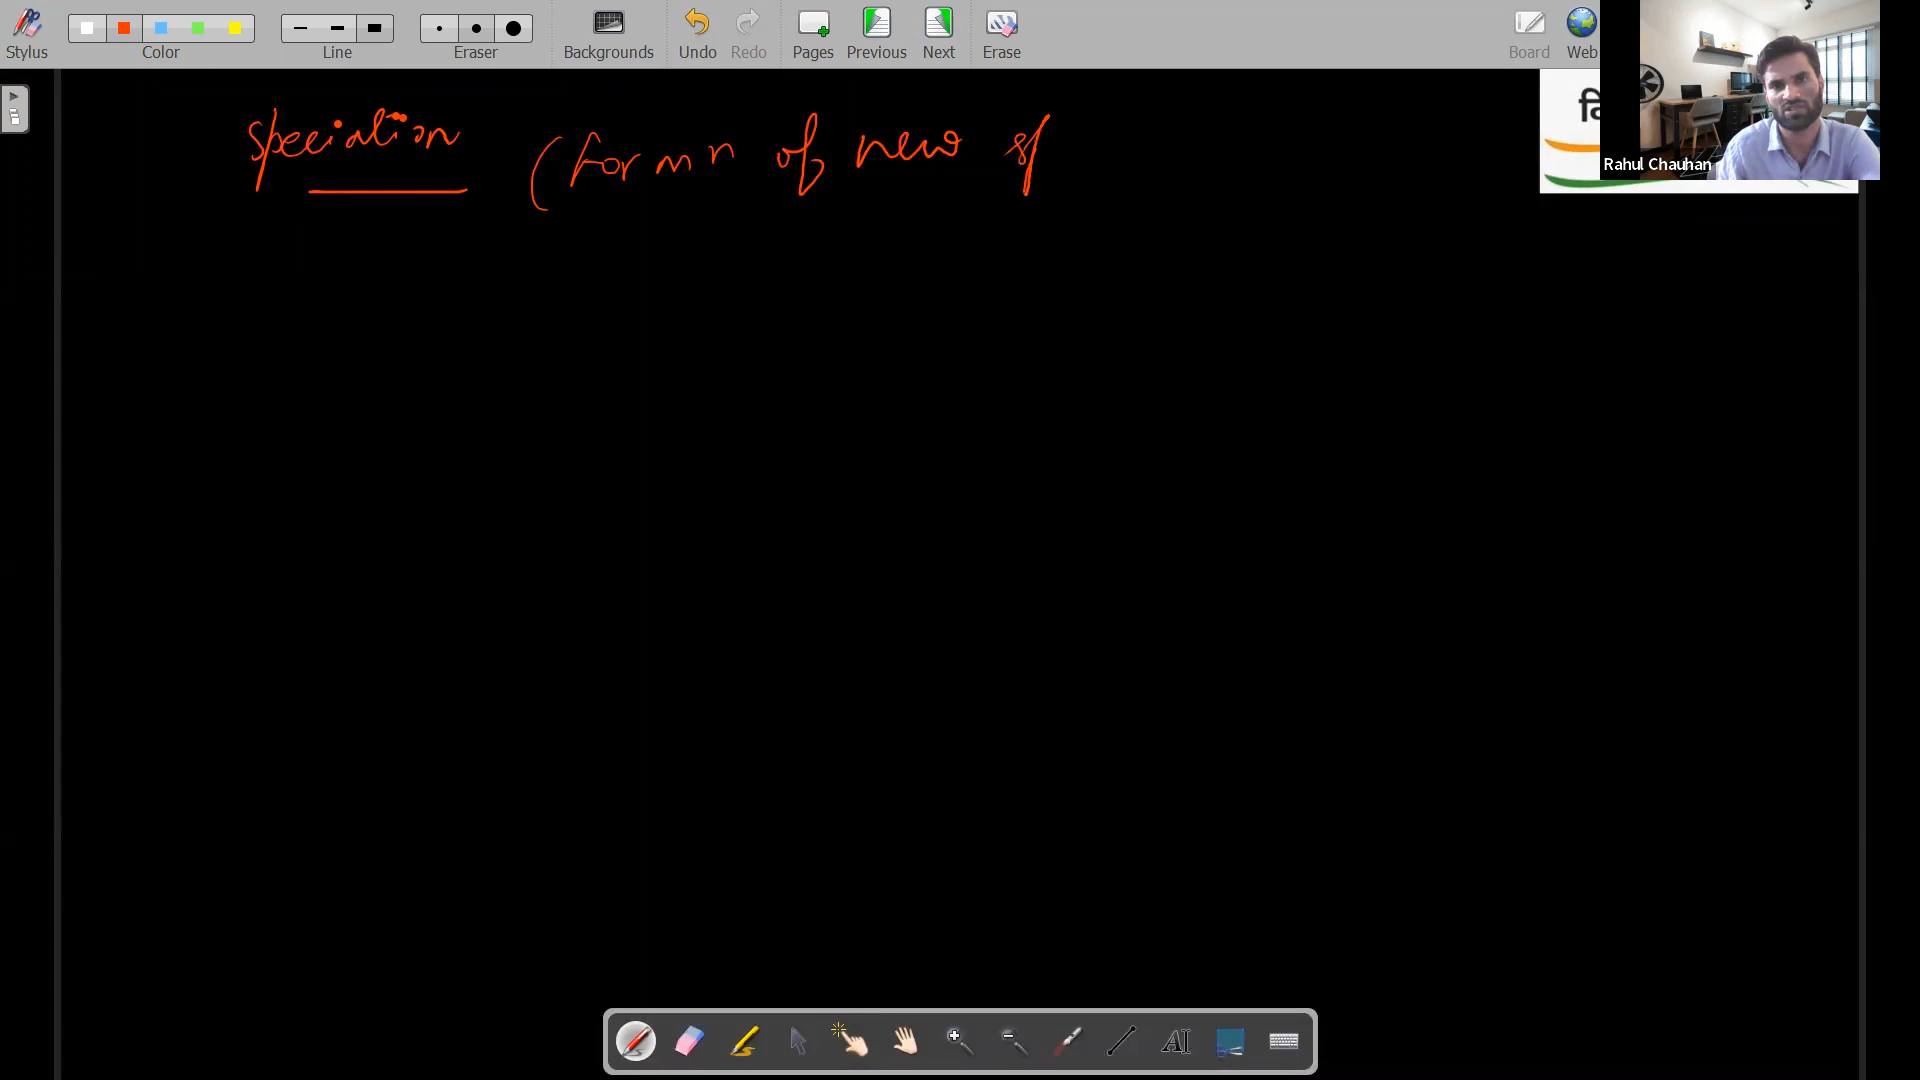 Stylus Color Line Eraser Backgrounds Undo Redo Pages Previous Next Erase Board Web
speciation (formn of new sp
Rahul Chauhan